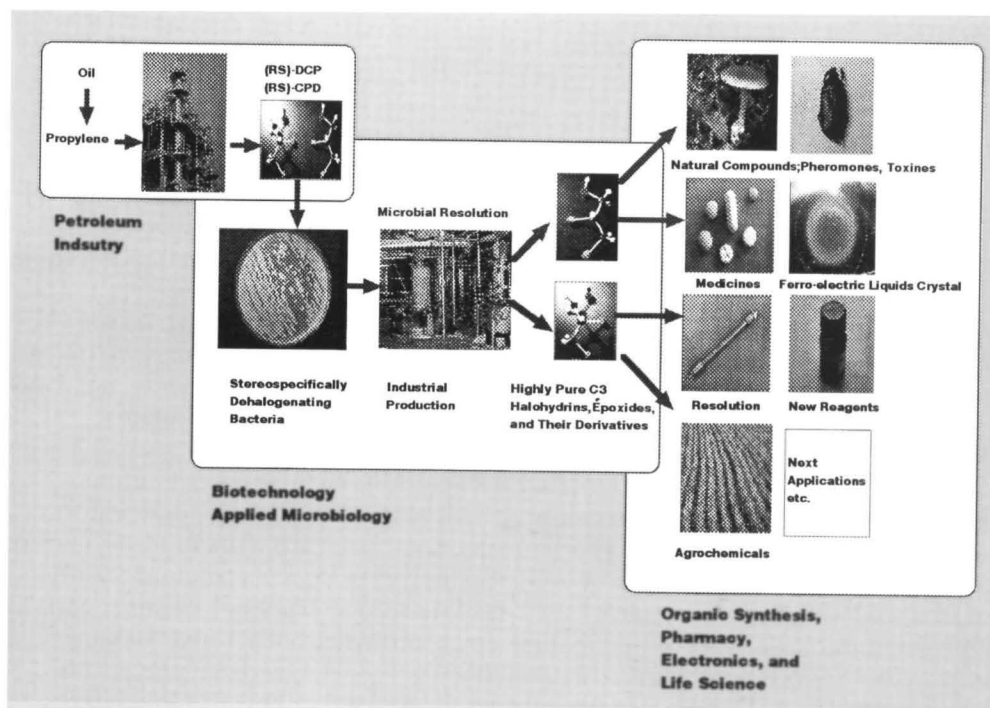 Oil
Propylene
(RS)-DCP
(RS)-CPD
Petroleum
Indsutry
Microbial Resolution
Stereospecifically
Dehalogenating
Bacteria
Industrial
Production
Highly Pure C3
Halohydrins, Époxides,
and Their Derivatives
Biotechnology
Applied Microbiology
Natural Compounds;Pheromones, Toxines
Medicines
Ferro-electric Liquids Crystal
Resolution
New Reagents
Agrochemicals
Next
Applications
etc.
Organic Synthesis,
Pharmacy,
Electronics, and
Life Science